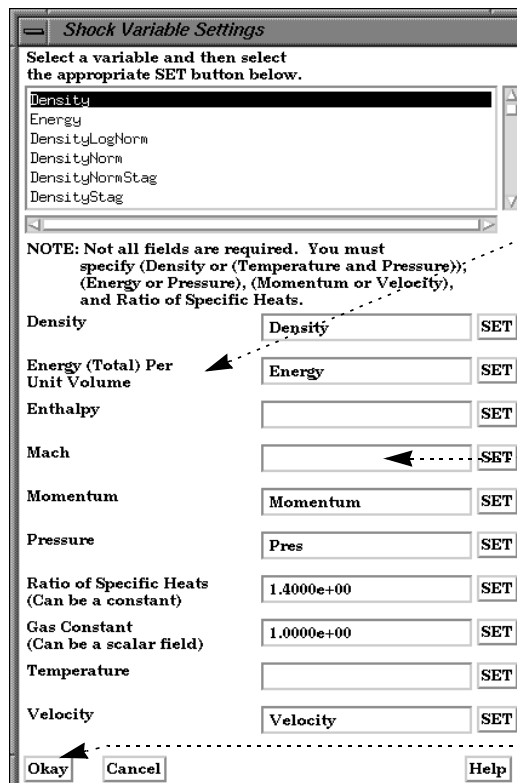 Shock Variable Settings
Select a variable and then select
the appropriate SET button below.
Density
Energy
DensityLogNorm
DensityNorm
DensityNormStag
DensityStag
NOTE: Not all fields are required. You must
specify (Density or (Temperature and Pressure));
(Energy or Pressure), (Momentum or Velocity),
and Ratio of Specific Heats.
Density Density SET
Energy (Total) Per
Unit Volume Energy SET
Enthalpy SET
Mach SET
Momentum Momentum SET
Pressure Pres SET
Ratio of Specific Heats
(Can be a constant) 1.4000e+00 SET
Gas Constant
(Can be a scalar field) 1.0000e+00 SET
Temperature SET
Velocity Velocity SET
Okay Cancel Help